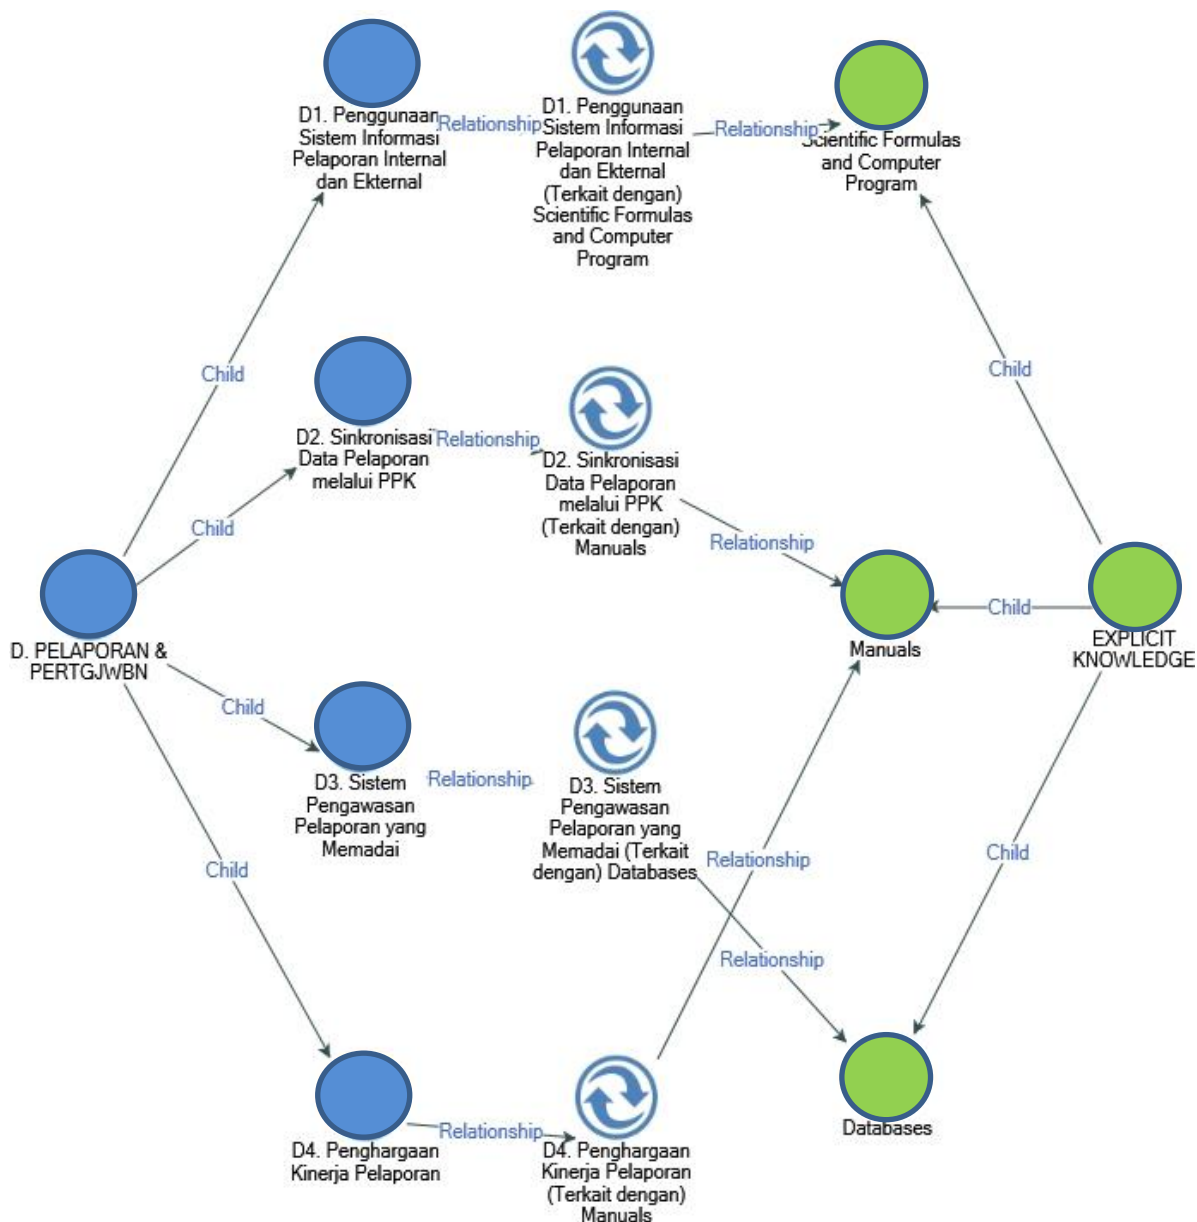 D1. Penggunaan
Sistem Informasi
Pelaporan Internal
dan Ekternal
Relationship
D1. Penggunaan
Sistem Informasi
Pelaporan Internal
dan Ekternal
(Terkait dengan)
Scientific Formulas
and Computer
Program
Relationship
Scientific Formulas
and Computer
Program
Child
Child
D2. Sinkronisasi
Data Pelaporan
melalui PPK
Relationship
D2. Sinkronisasi
Data Pelaporan
melalui PPK
(Terkait dengan)
Manuals
Child
Relationship
D. PELAPORAN &
PERTGJWBN
Manuals
Child
EXPLICIT
KNOWLEDGE
Child
D3. Sistem
Pengawasan
Pelaporan yang
Memadai
Relationship
D3. Sistem
Pengawasan
Pelaporan yang
Memadai (Terkait
dengan) Databases
Relationship
Child
Child
Relationship
D4. Penghargaan
Kinerja Pelaporan
Relationship
D4. Penghargaan
Kinerja Pelaporan
(Terkait dengan)
Manuals
Databases